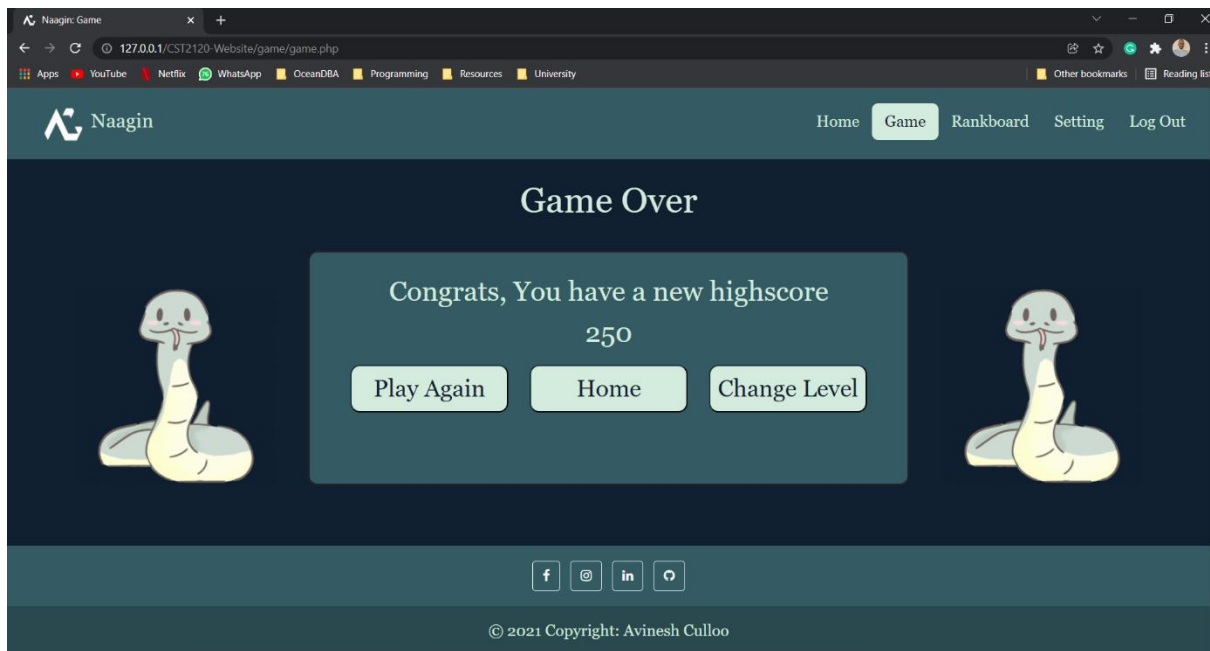 Naagin: Game
127.0.0.1/CST2120-Website/game/game.php
Apps YouTube Netflix WhatsApp OceanDBA Programming Resources University Other bookmarks Reading list
Naagin Home Game Rankboard Setting Log Out
Game Over
Congrats, You have a new highscore
250
Play Again Home Change Level
f in
© 2021 Copyright: Avinesh Culloo